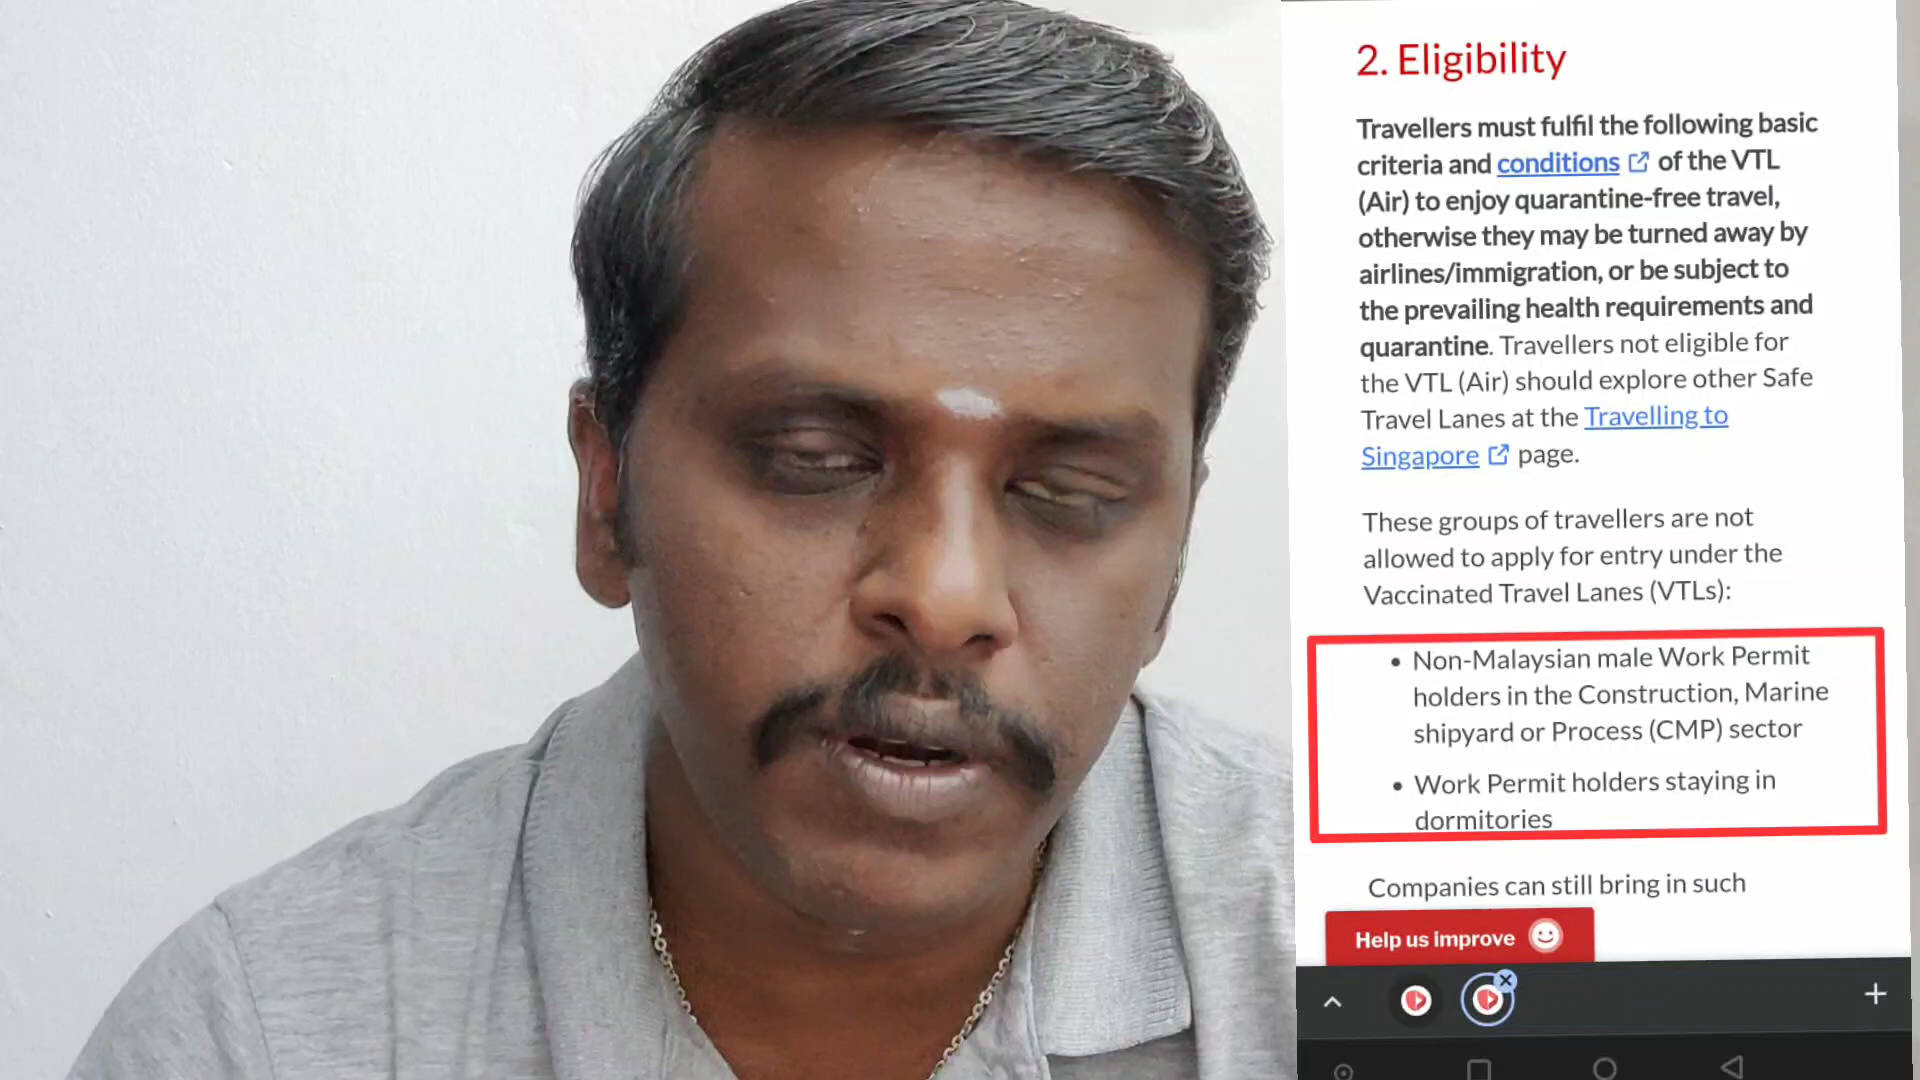 2. Eligibility
Travellers must fulfil the following basic
criteria and conditions of the VTL
(Air) to enjoy quarantine-free travel,
otherwise they may be turned away by
airlines/immigration, or be subject to
the prevailing health requirements and
quarantine. Travellers not eligible for
the VTL (Air) should explore other Safe
Travel Lanes at the Travelling to
Singapore page.
These groups of travellers are not
allowed to apply for entry under the
Vaccinated Travel Lanes (VTLs):
• Non-Malaysian male Work Permit
holders in the Construction, Marine
shipyard or Process (CMP) sector
• Work Permit holders staying in
dormitories
Companies can still bring in such
Help us improve